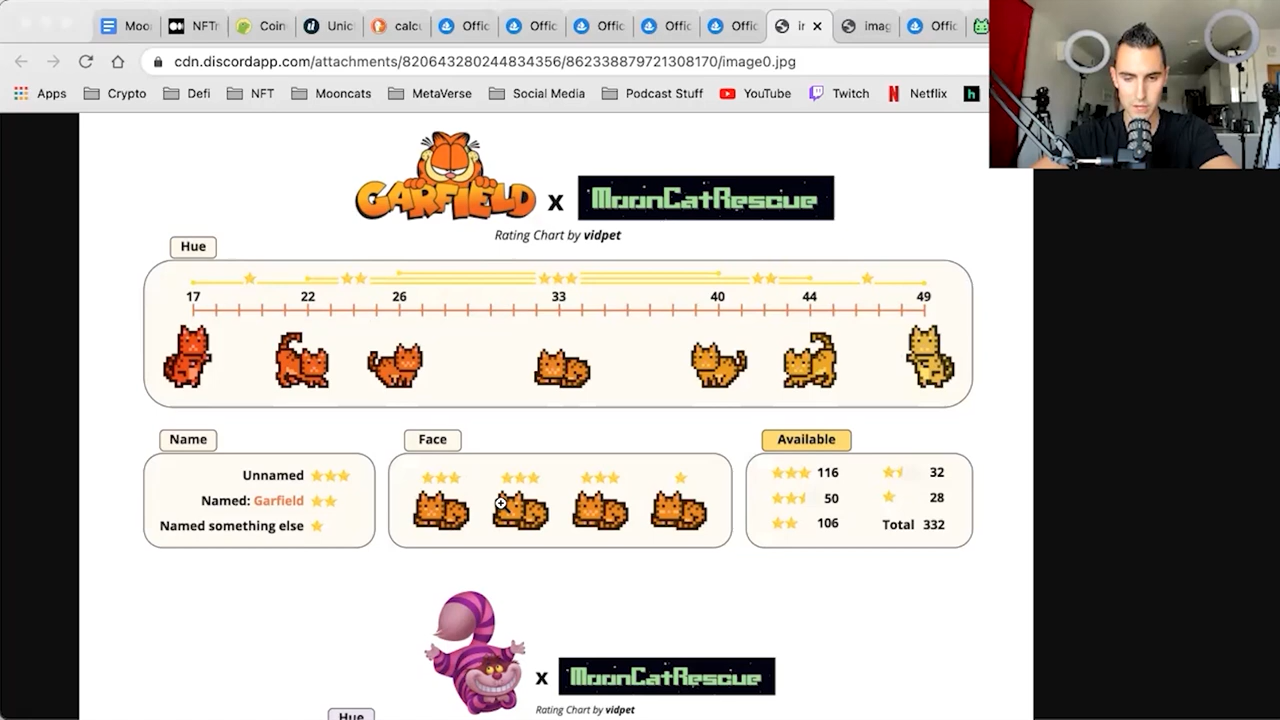 Moo
NFTr
Coin
Unic
calcu
Offic
Offic
Offic
Offic
Offic
ir
imag
Offic
cdn.discordapp.com/attachments/820643280244834356/862338879721308170/image0.jpg
Apps
Crypto
Defi
NFT
Mooncats
MetaVerse
Social Media
Podcast Stuff
YouTube
Twitch
Netflix
h
GARFIELD x MoonCatRescue
Rating Chart by vidpet
Hue
17 22 26 33 40 44 49
Name
Unnamed
Named: Garfield
Named something else
Face
Available
116 32
50 28
106 Total 332
x MoonCatRescue
Rating Chart by vidpet
Hue